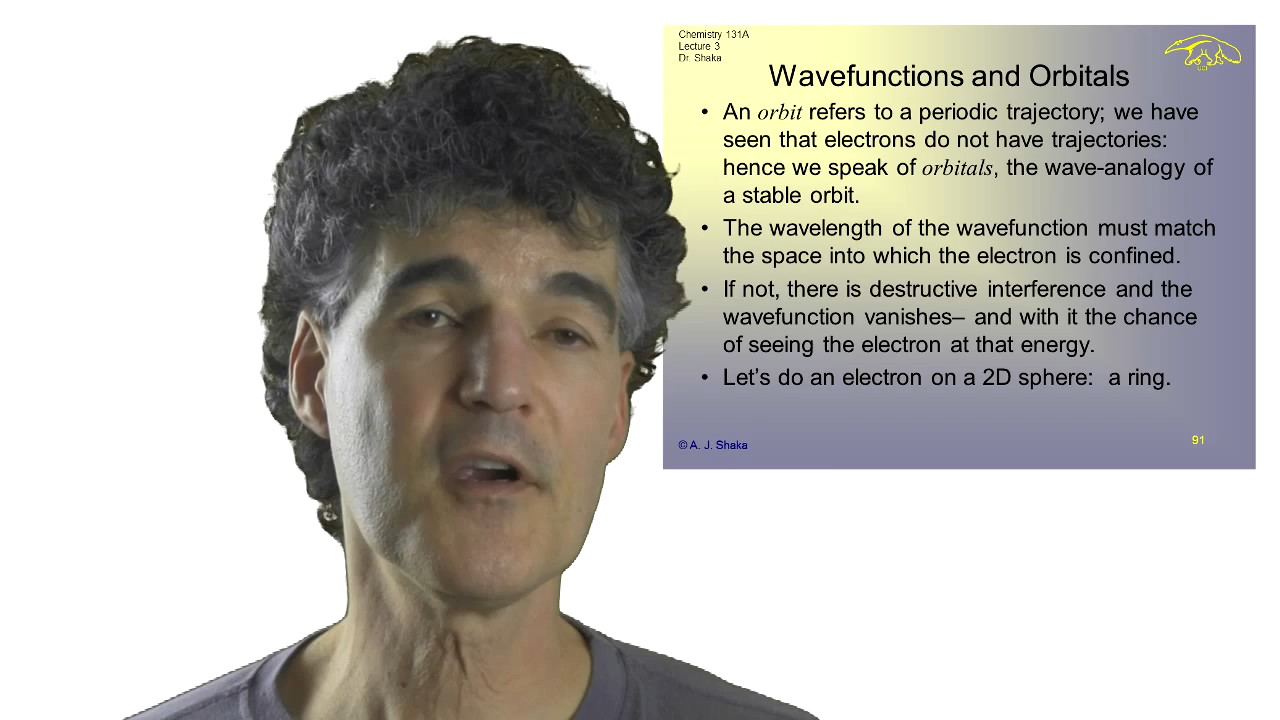 Chemistry 131A
Lecture 3
Dr. Shaka
UCI
Wavefunctions and Orbitals
• An orbit refers to a periodic trajectory; we have
seen that electrons do not have trajectories:
hence we speak of orbitals, the wave-analogy of
a stable orbit.
• The wavelength of the wavefunction must match
the space into which the electron is confined.
• If not, there is destructive interference and the
wavefunction vanishes– and with it the chance
of seeing the electron at that energy.
• Let’s do an electron on a 2D sphere:  a ring.
© A. J. Shaka
91